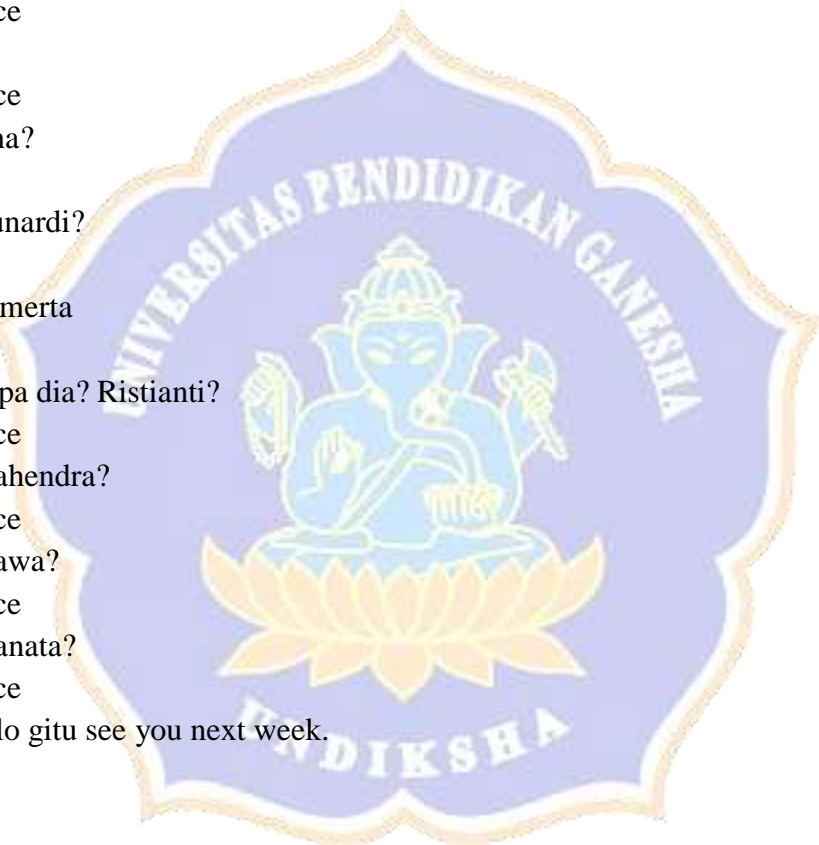 ce
ce
na?
unardi?
merta
pa dia? Ristianti?
ce
ahendra?
ce
awa?
ce
anata?
ce
lo gitu see you next week.
UNIVERSITAS PENDIDIKAN GANESHA
UNDIKSHA